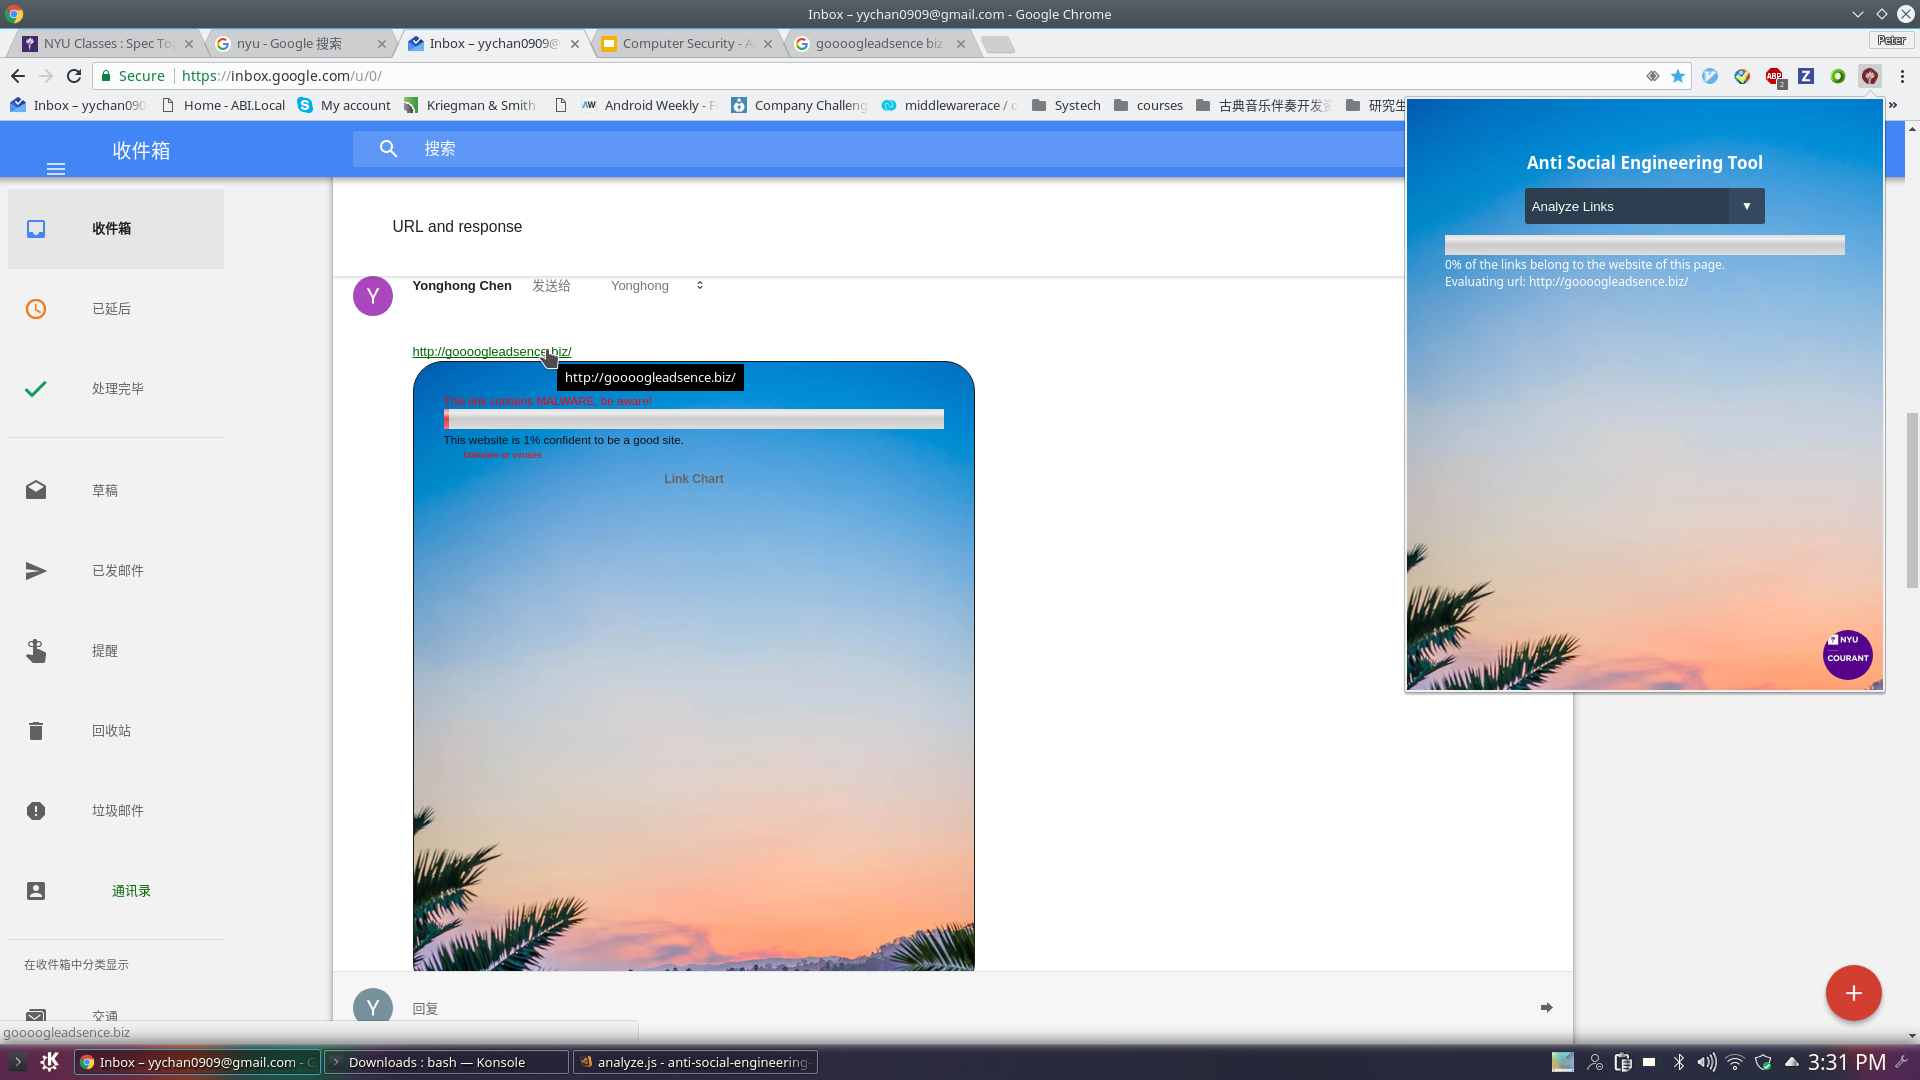 Inbox – yychan0909@gmail.com - Google Chrome
NYU Classes : Spec To
nyu - Google 搜索
Inbox – yychan0909@
Computer Security - A
goooogleadsence biz
Peter
Secure
https://inbox.google.com/u/0/
ABP
2
Z
Inbox – yychan090
Home - ABI.Local
My account
Kriegman & Smith
AW
Android Weekly - F
Company Challeng
middlewarerace / o
Systech
courses
古典音乐伴奏开发资
研究生
»
收件箱
搜索
收件箱
已延后
处理完毕
草稿
已发邮件
提醒
回收站
垃圾邮件
通讯录
在收件箱中分类显示
交通
URL and response
Y
Yonghong Chen
发送给
Yonghong
http://goooogleadsence.biz/
http://goooogleadsence.biz/
This link contains MALWARE, be aware!
This website is 1% confident to be a good site.
Malware or viruses
Link Chart
Y
回复
Anti Social Engineering Tool
Analyze Links
0% of the links belong to the website of this page.
Evaluating url: http://goooogleadsence.biz/
NYU
COURANT
goooogleadsence.biz
Inbox – yychan0909@gmail.com - G
Downloads : bash — Konsole
analyze.js - anti-social-engineering-
3:31 PM